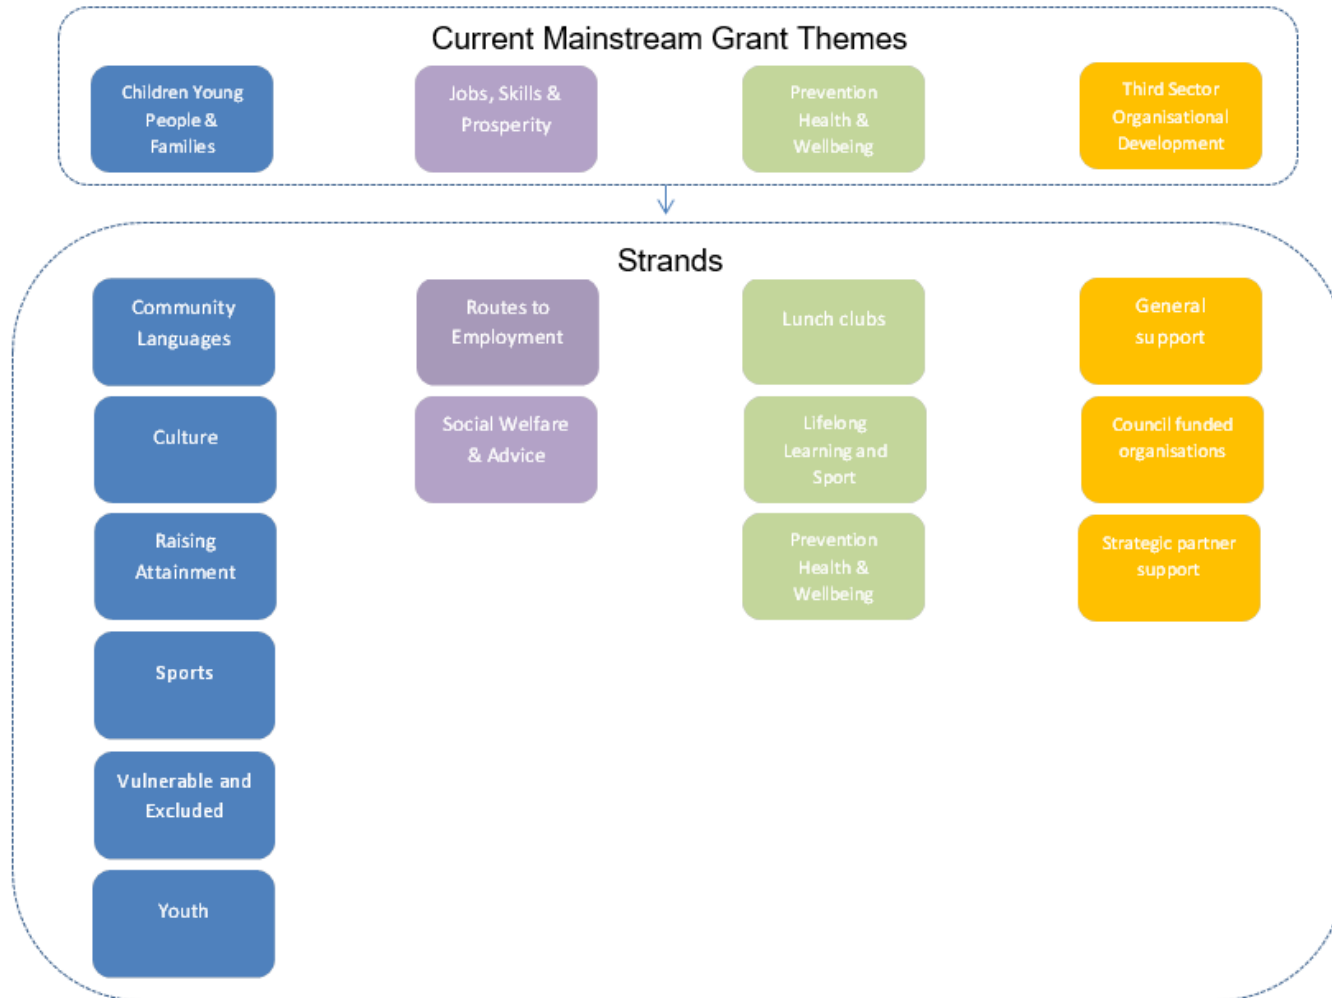 Current Mainstream Grant Themes
Children Young
People &
Families
Jobs, Skills &
Prosperity
Prevention
Health &
Wellbeing
Third Sector
Organisational
Development
Strands
Community
Languages
Culture
Raising
Attainment
Sports
Vulnerable and
Excluded
Youth
Routes to
Employment
Social Welfare
& Advice
Lunch clubs
Lifelong
Learning and
Sport
Prevention
Health &
Wellbeing
General
support
Council funded
organisations
Strategic partner
support